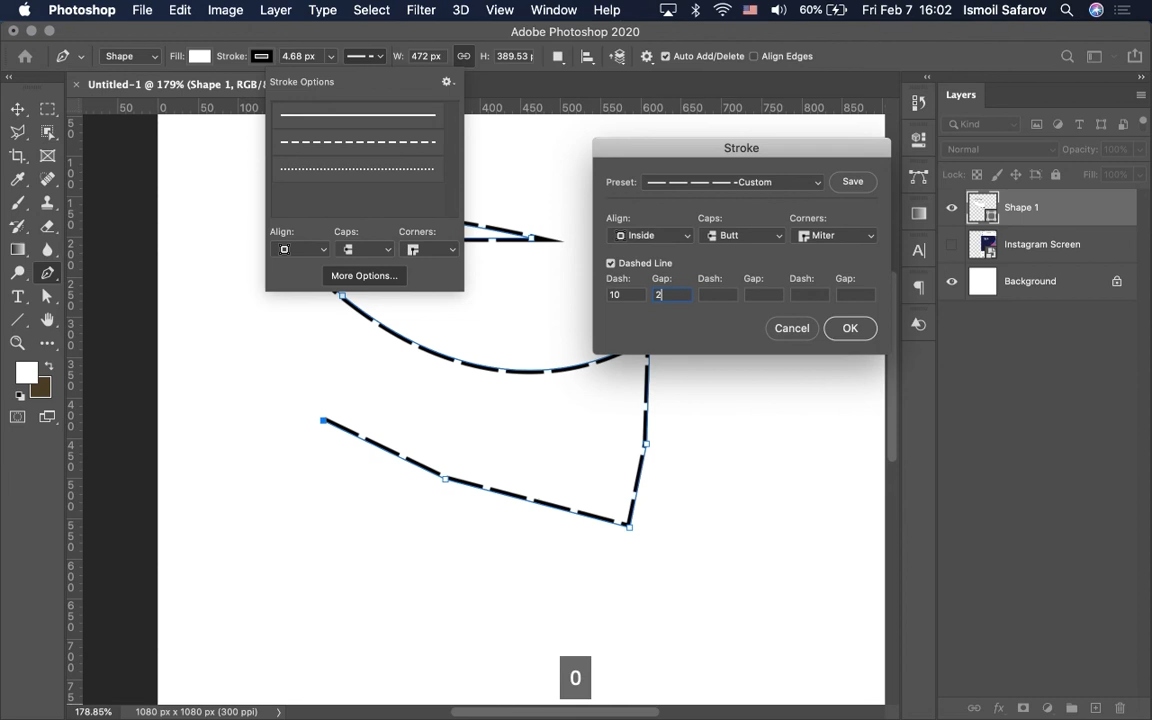 Photoshop File Edit Image Layer Type Select Filter 3D View Window Help 60% Fri Feb 7 16:02 Ismoil Safarov
Adobe Photoshop 2020
Shape Fill: Stroke: 4.68 px W: 472 px H: 389.53 Auto Add/Delete Align Edges
Untitled-1 @ 179% (Shape 1, RGB/8
Stroke Options
50 0 50 100 400 450 500 550 600 650 700 750 800 850
Stroke
Preset: Custom Save
Align: Caps: Corners:
Inside Butt Miter
Dashed Line
Dash: Gap: Dash: Gap: Dash: Gap:
10 2
Cancel OK
Align: Caps: Corners:
More Options...
Layers
Kind
Normal Opacity: 100%
Lock: Fill: 100%
Shape 1
Instagram Screen
Background
0
178.85% 1080 px x 1080 px (300 ppi)